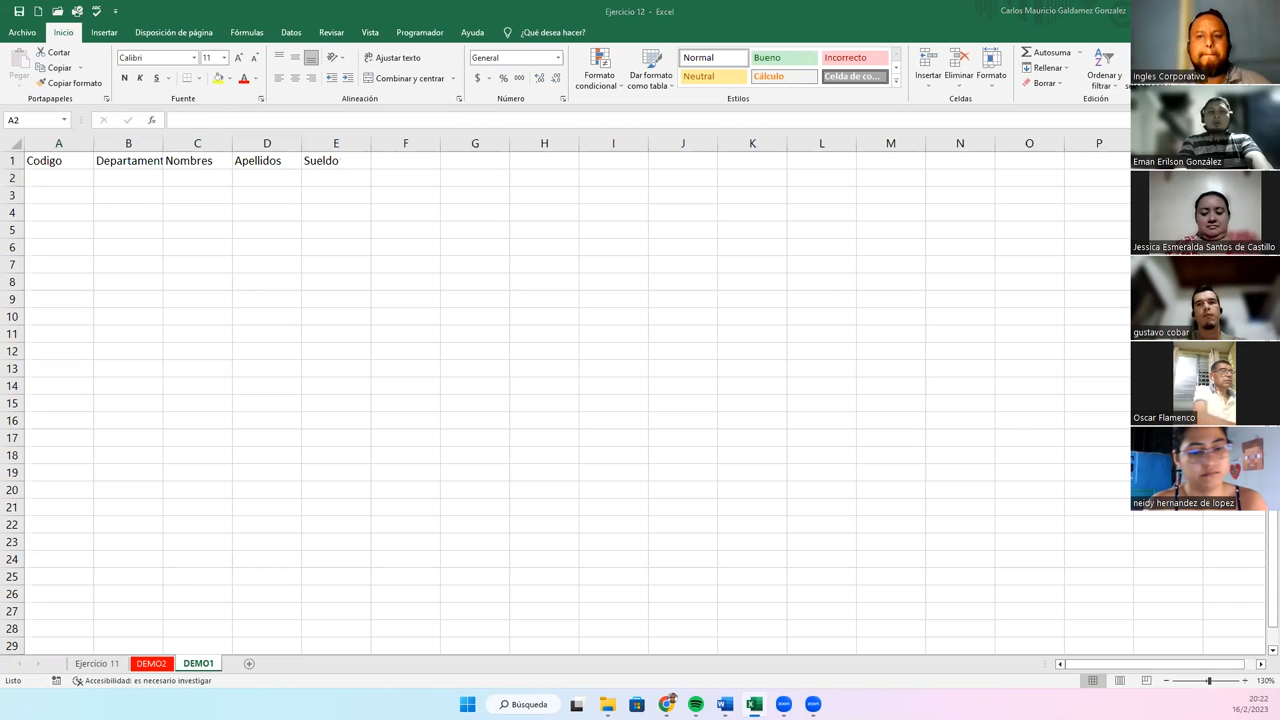 Ejercicio 12 - Excel
Carlos Mauricio Galdamez Gonzalez
Archivo Inicio Insertar Disposición de página Fórmulas Datos Revisar Vista Programador Ayuda ¿Qué desea hacer?
Pegar
Cortar
Copiar
Copiar formato
Portapapeles
Calibri 11
N K S
Fuente
Ajustar texto
Combinar y centrar
Alineación
General
$ % 000
Número
Formato condicional
Dar formato como tabla
Normal Bueno Incorrecto
Neutral Cálculo Celda de co...
Estilos
Insertar Eliminar Formato
Celdas
Autosuma
Rellenar
Borrar
Ordenar y filtrar
Edición
A2
fx
A B C D E F G H I J K L M N O P
1 Codigo Departament Nombres Apellidos Sueldo
2
3
4
5
6
7
8
9
10
11
12
13
14
15
16
17
18
19
20
21
22
23
24
25
26
27
28
29
Ingles Corporativo
Eman Erilson González
Jessica Esmeralda Santos de Castillo
gustavo cobar
Oscar Flamenco
neidy hernandez de lopez
Ejercicio 11 DEMO2 DEMO1
Listo Accesibilidad: es necesario investigar
130%
Búsqueda
zoom zoom
20:22
16/2/2023